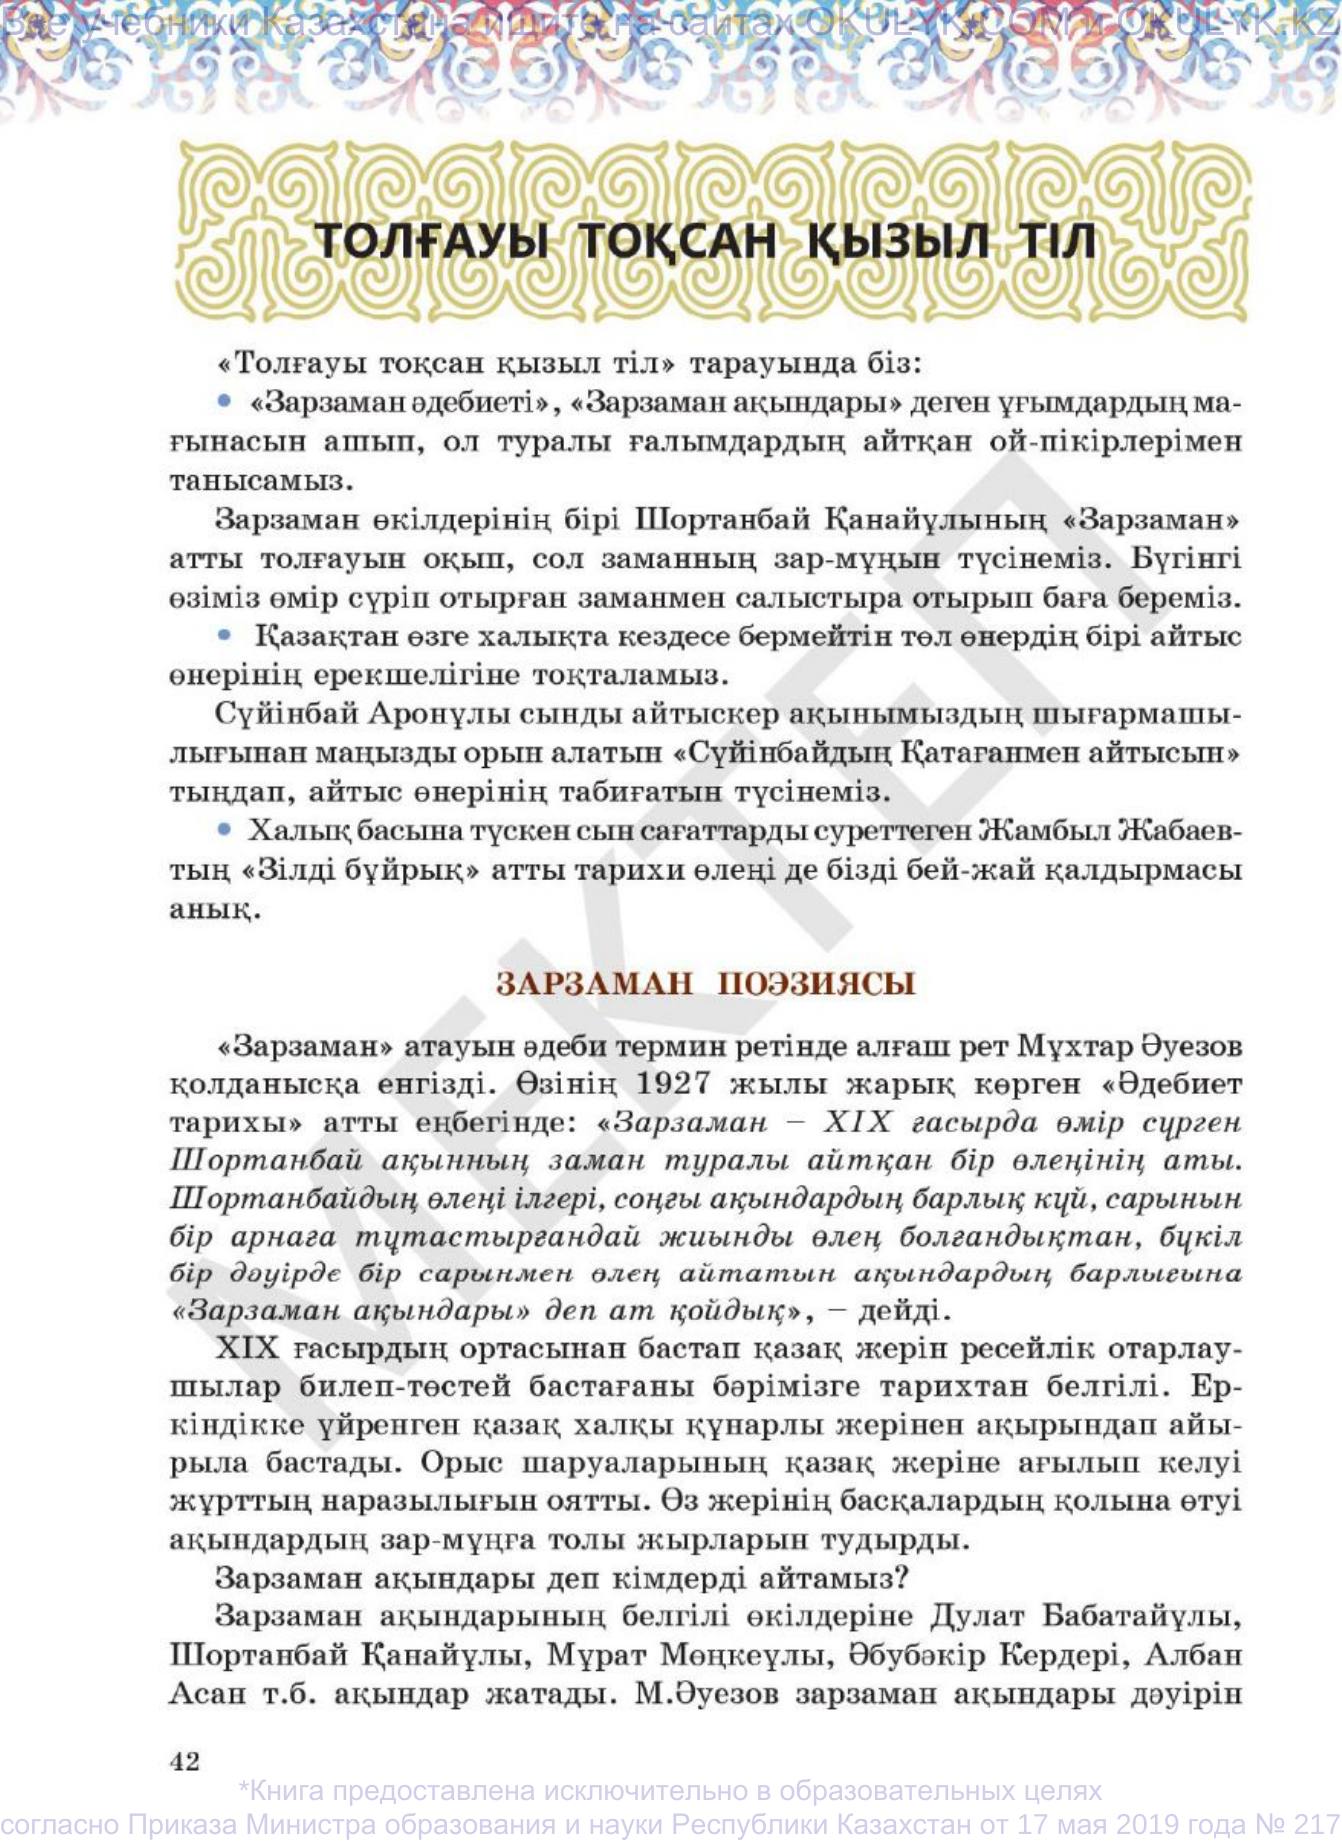 Все учебники Казахстана ищите на сайтах OKULYK.COM и OKULYK.KZ
ТОЛҒАУЫ ТОҚСАН ҚЫЗЫЛ ТІЛ
«Толғауы тоқсан қызыл тіл» тарауында біз:
• «Зарзаман әдебиеті», «Зарзаман ақындары» деген ұғымдардың ма-
ғынасын ашып, ол туралы ғалымдардың айтқан ой-пікірлерімен
танысамыз.
Зарзаман өкілдерінің бірі Шортанбай Қанайұлының «Зарзаман»
атты толғауын оқып, сол заманның зар-мұңын түсінеміз. Бүгінгі
өзіміз өмір сүріп отырған заманмен салыстыра отырып баға береміз.
• Қазақтан өзге халықта кездесе бермейтін төл өнердің бірі айтыс
өнерінің ерекшелігіне тоқталамыз.
Сүйінбай Аронұлы сынды айтыскер ақынымыздың шығармашы-
лығынан маңызды орын алатын «Сүйінбайдың Қатағанмен айтысын»
тыңдап, айтыс өнерінің табиғатын түсінеміз.
• Халық басына түскен сын сағаттарды суреттеген Жамбыл Жабаев-
тың «Зілді бұйрық» атты тарихи өлеңі де бізді бей-жай қалдырмасы
анық.
ЗАРЗАМАН ПОЭЗИЯСЫ
«Зарзаман» атауын әдеби термин ретінде алғаш рет Мұхтар Әуезов
қолданысқа енгізді. Өзінің 1927 жылы жарық көрген «Әдебиет
тарихы» атты еңбегінде: «Зарзаман – XIX ғасырда өмір сүрген
Шортанбай ақынның заман туралы айтқан бір өлеңінің аты.
Шортанбайдың өлеңі ілгері, соңғы ақындардың барлық күй, сарынын
бір арнаға тұтастырғандай жиынды өлең болғандықтан, бүкіл
бір дәуірде бір сарынмен өлең айтатын ақындардың барлығына
«Зарзаман ақындары» деп ат қойдық», – дейді.
XIX ғасырдың ортасынан бастап қазақ жерін ресейлік отарлау-
шылар билеп-төстей бастағаны бәрімізге тарихтан белгілі. Ер-
кіндікке үйренген қазақ халқы құнарлы жерінен ақырындап айы-
рыла бастады. Орыс шаруаларының қазақ жеріне ағылып келуі
жұрттың наразылығын оятты. Өз жерінің басқалардың қолына өтуі
ақындардың зар-мұңға толы жырларын тудырды.
Зарзаман ақындары деп кімдерді айтамыз?
Зарзаман ақындарының белгілі өкілдеріне Дулат Бабатайұлы,
Шортанбай Қанайұлы, Мұрат Мөңкеұлы, Әбубәкір Кердері, Албан
Асан т.б. ақындар жатады. М.Әуезов зарзаман ақындары дәуірін
42
МЕКТЕП
*Книга предоставлена исключительно в образовательных целях
согласно Приказа Министра образования и науки Республики Казахстан от 17 мая 2019 года № 217